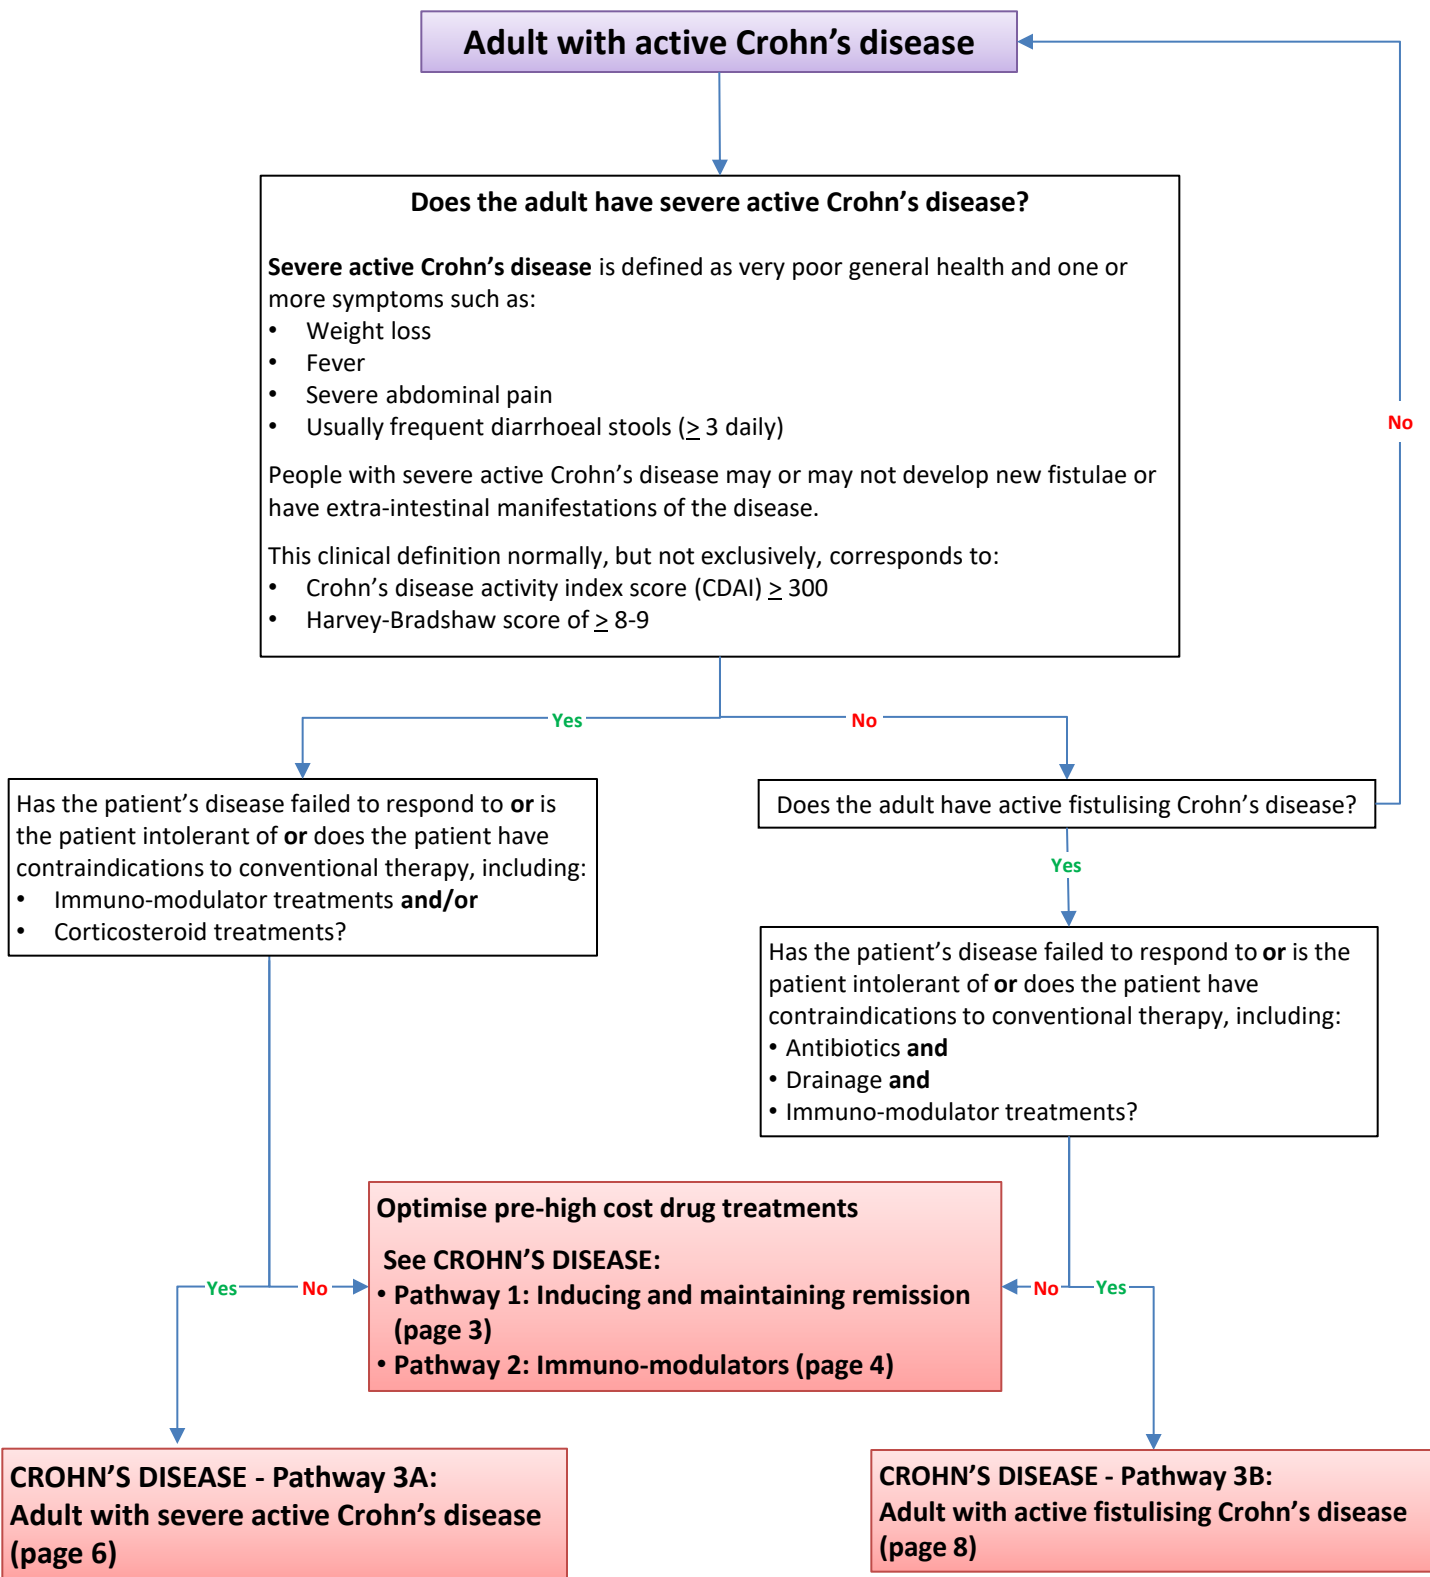 Adult with active Crohn’s disease
Does the adult have severe active Crohn’s disease?
Severe active Crohn’s disease is defined as very poor general health and one or
more symptoms such as:
• Weight loss
• Fever
• Severe abdominal pain
• Usually frequent diarrhoeal stools (≥ 3 daily)
People with severe active Crohn’s disease may or may not develop new fistulae or
have extra-intestinal manifestations of the disease.
This clinical definition normally, but not exclusively, corresponds to:
• Crohn’s disease activity index score (CDAI) ≥ 300
• Harvey-Bradshaw score of ≥ 8-9
No
Yes
No
Has the patient’s disease failed to respond to or is
the patient intolerant of or does the patient have
contraindications to conventional therapy, including:
• Immuno-modulator treatments and/or
• Corticosteroid treatments?
Does the adult have active fistulising Crohn’s disease?
Yes
Has the patient’s disease failed to respond to or is the
patient intolerant of or does the patient have
contraindications to conventional therapy, including:
• Antibiotics and
• Drainage and
• Immuno-modulator treatments?
Optimise pre-high cost drug treatments
See CROHN’S DISEASE:
• Pathway 1: Inducing and maintaining remission
(page 3)
• Pathway 2: Immuno-modulators (page 4)
Yes
No
No
Yes
CROHN’S DISEASE - Pathway 3A:
Adult with severe active Crohn’s disease
(page 6)
CROHN’S DISEASE - Pathway 3B:
Adult with active fistulising Crohn’s disease
(page 8)